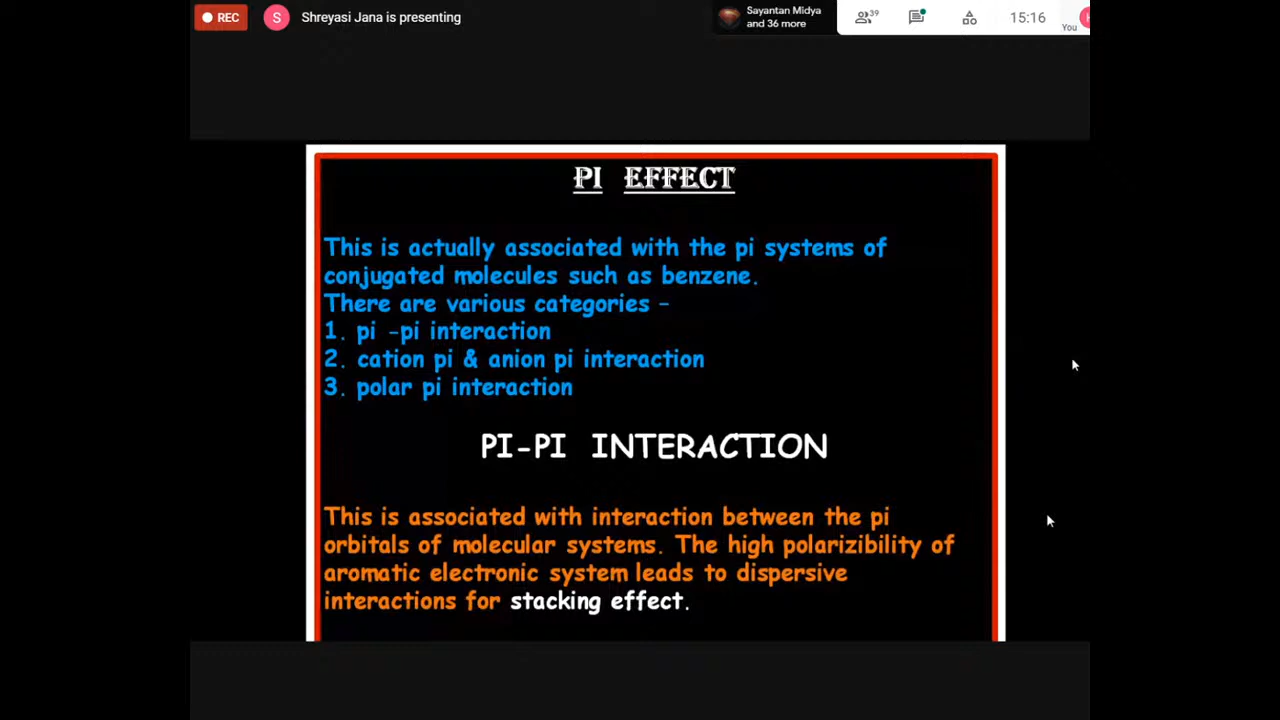 REC
S
Shreyasi Jana is presenting
Sayantan Midya
and 36 more
39
15:16
You
PI EFFECT
This is actually associated with the pi systems of
conjugated molecules such as benzene.
There are various categories -
1. pi -pi interaction
2. cation pi & anion pi interaction
3. polar pi interaction
PI-PI INTERACTION
This is associated with interaction between the pi
orbitals of molecular systems. The high polarizibility of
aromatic electronic system leads to dispersive
interactions for stacking effect.